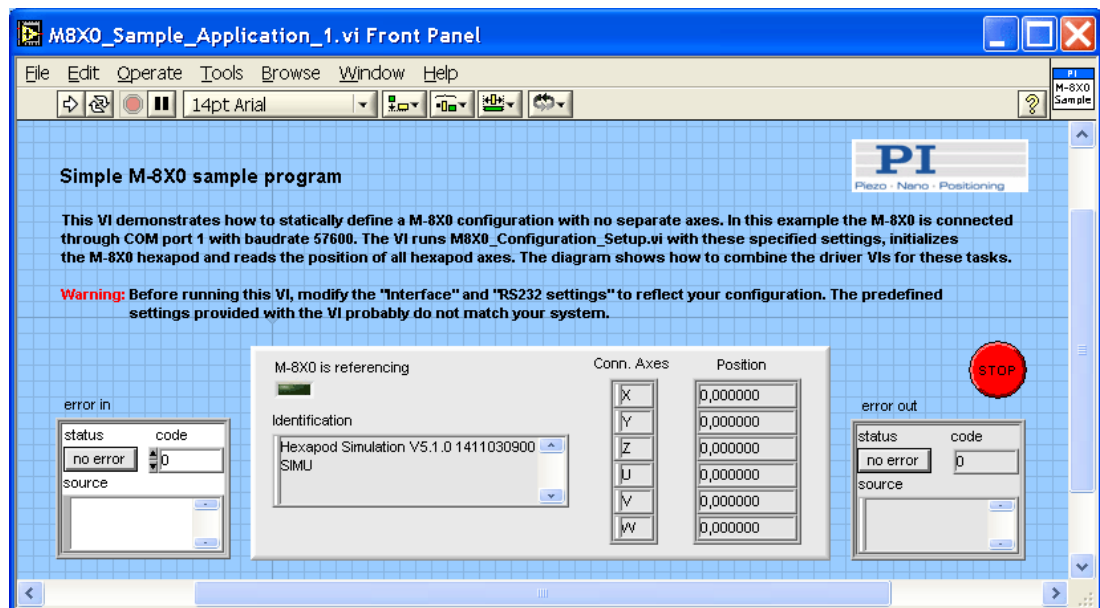 M8X0_Sample_Application_1.vi Front Panel
File Edit Operate Tools Browse Window Help
14pt Arial
PI
M-8X0
Sample
PI
Piezo · Nano · Positioning
Simple M-8X0 sample program
This VI demonstrates how to statically define a M-8X0 configuration with no separate axes. In this example the M-8X0 is connected
through COM port 1 with baudrate 57600. The VI runs M8X0_Configuration_Setup.vi with these specified settings, initializes
the M-8X0 hexapod and reads the position of all hexapod axes. The diagram shows how to combine the driver VIs for these tasks.
Warning: Before running this VI, modify the "Interface" and "RS232 settings" to reflect your configuration. The predefined
settings provided with the VI probably do not match your system.
error in
status code
no error 0
source
M-8X0 is referencing
Identification
Hexapod Simulation V5.1.0 1411030900
SIMU
Conn. Axes Position
X 0,000000
Y 0,000000
Z 0,000000
U 0,000000
V 0,000000
W 0,000000
STOP
error out
status code
no error 0
source